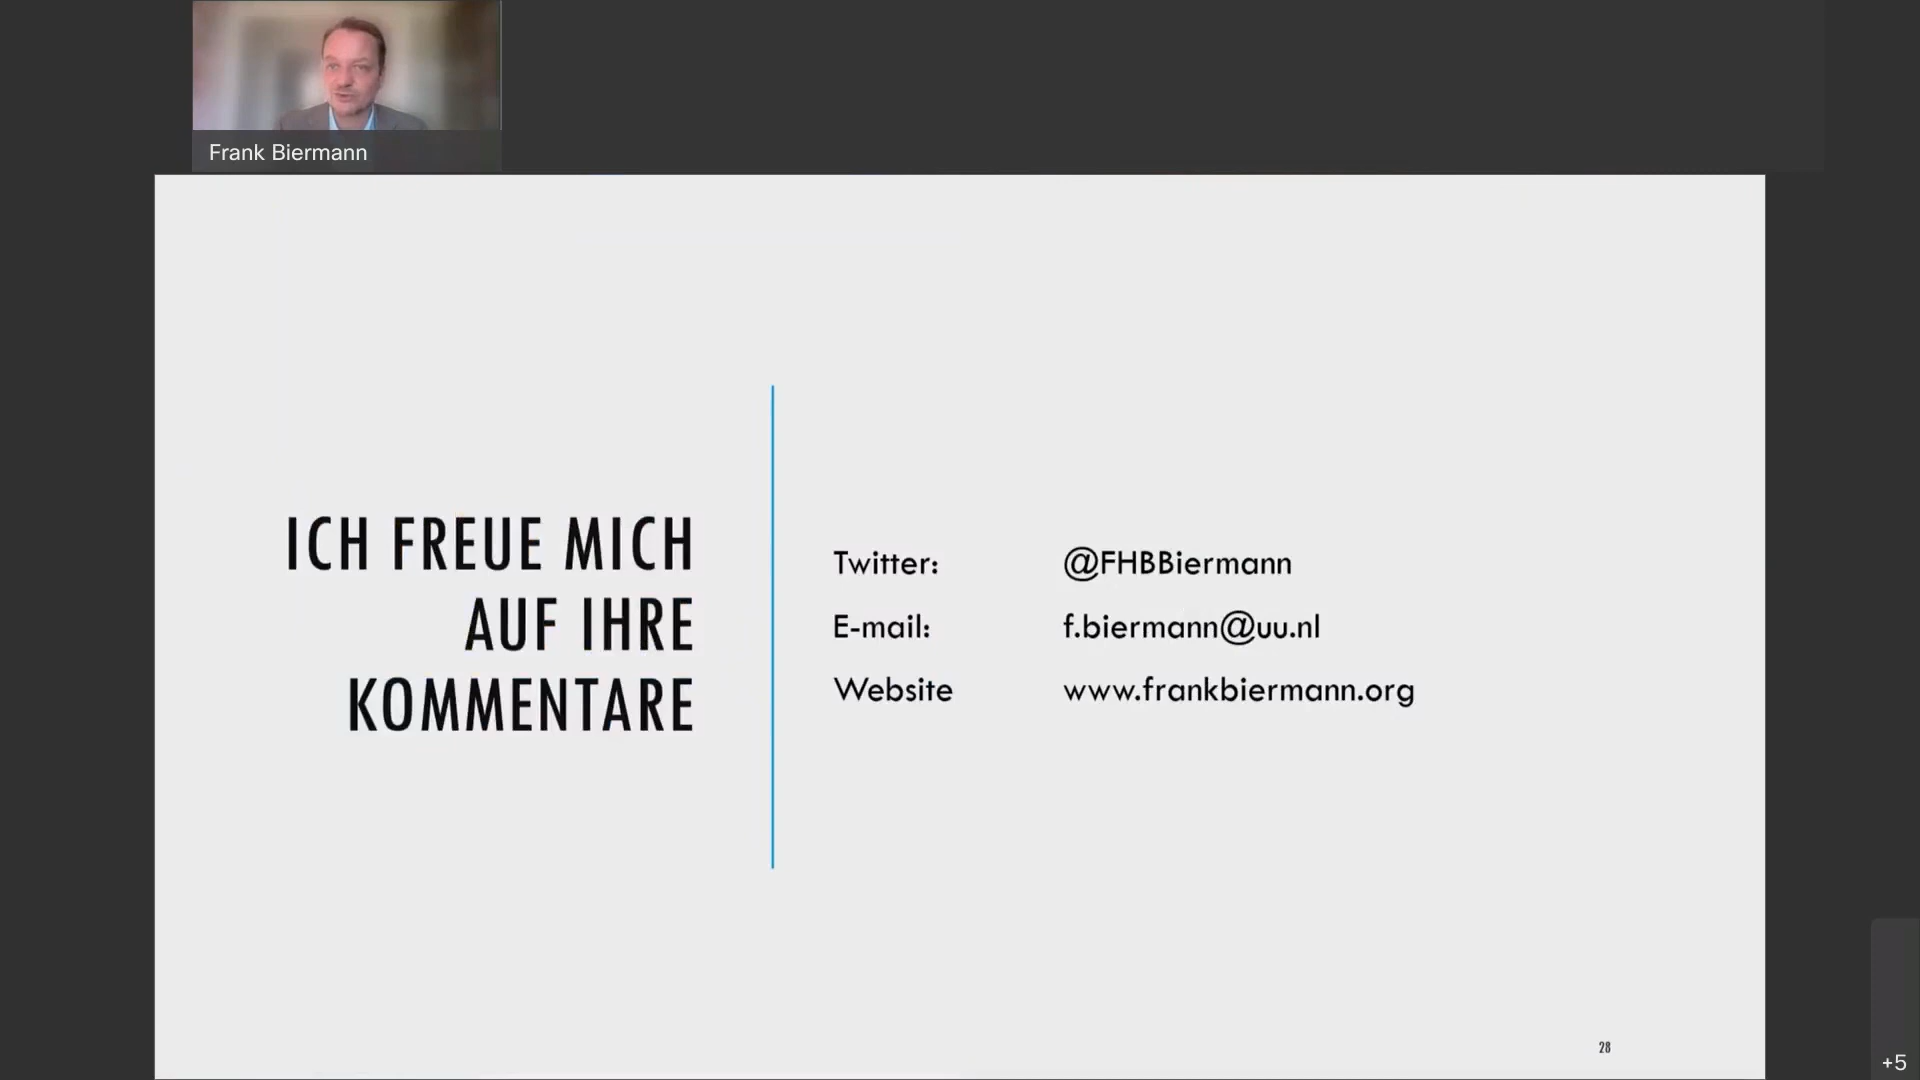 Frank Biermann
ICH FREUE MICH
AUF IHRE
KOMMENTARE
Twitter: @FHBBiermann
E-mail: f.biermann@uu.nl
Website www.frankbiermann.org
28
+5